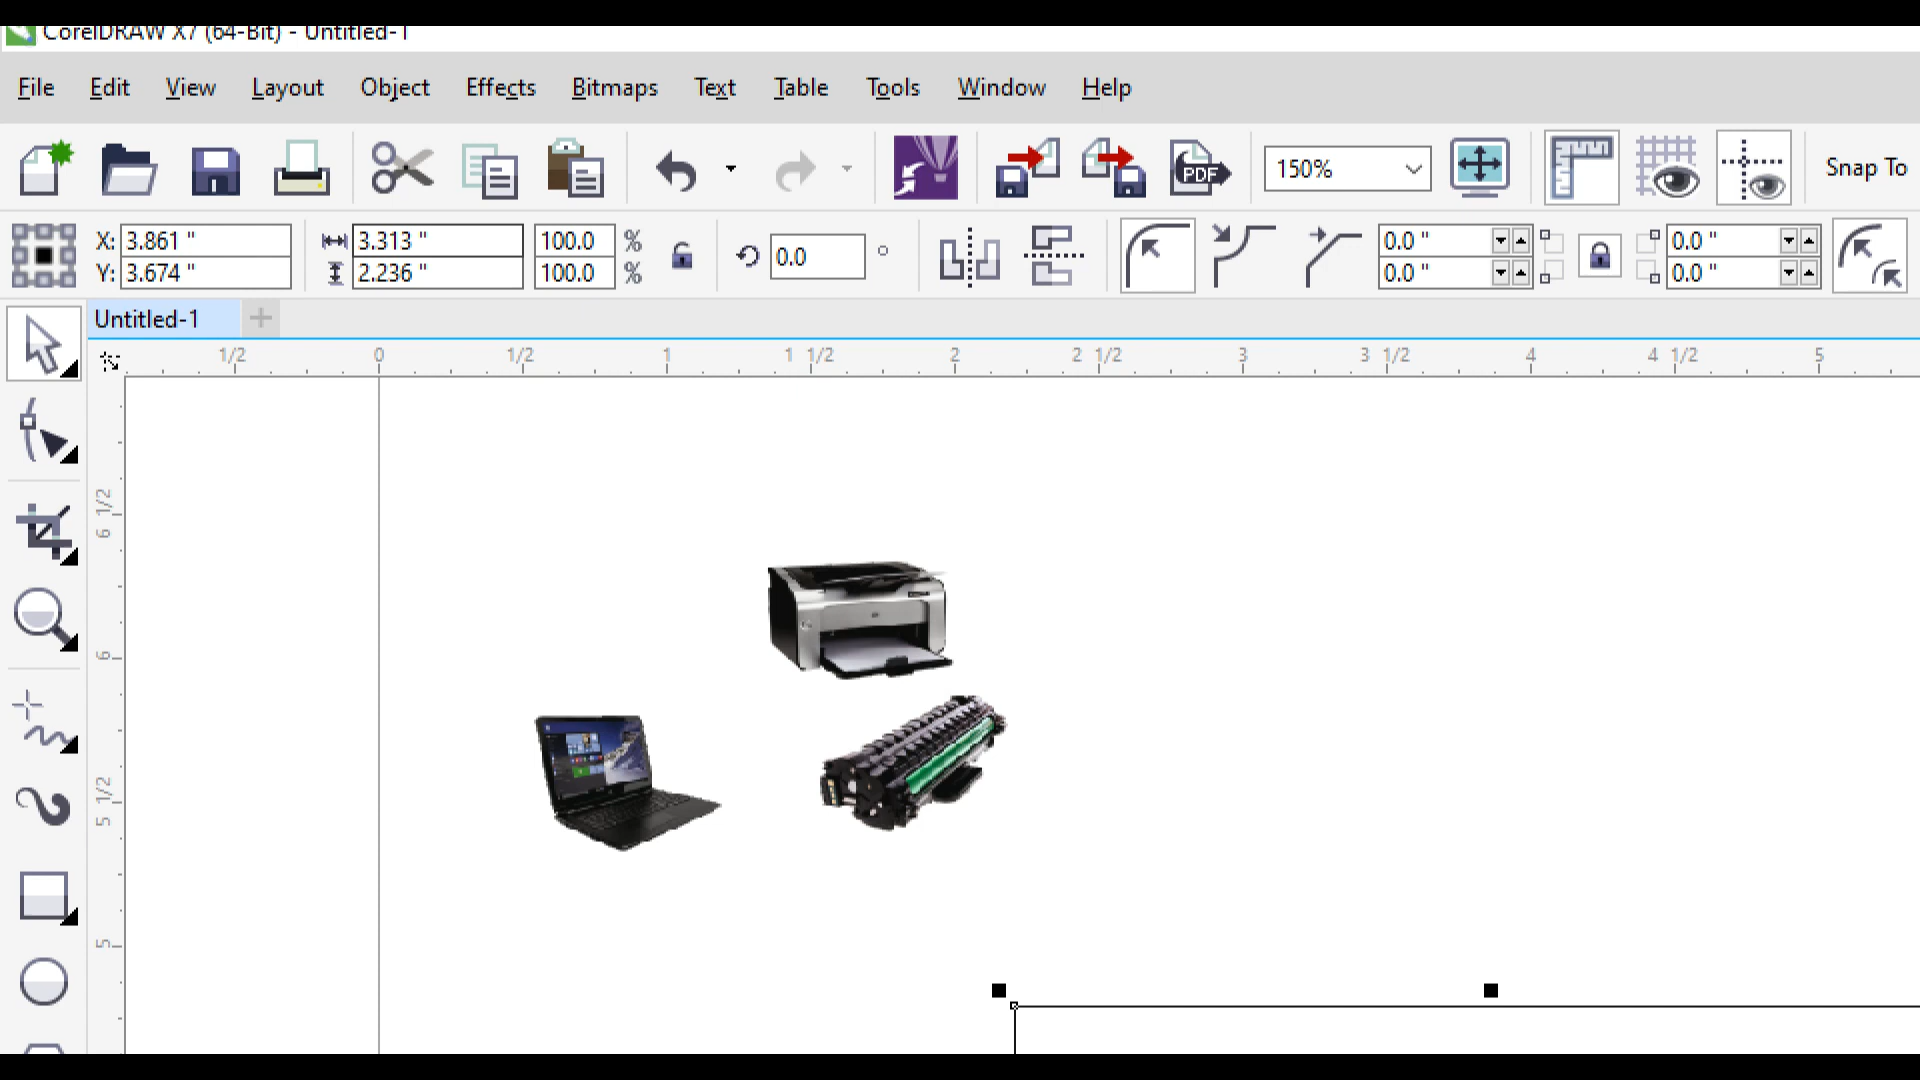 CorelDRAW X7 (64-Bit) - Untitled-1
File Edit View Layout Object Effects Bitmaps Text Table Tools Window Help
PDF 150% Snap To
X: 3.861 " 3.313 " 100.0 % 0.0 ° 0.0 " 0.0 "
Y: 3.674 " 2.236 " 100.0 % 0.0 " 0.0 "
Untitled-1
1/2 0 1/2 1 1 1/2 2 2 1/2 3 3 1/2 4 4 1/2 5
6 1/2
6
5 1/2
5